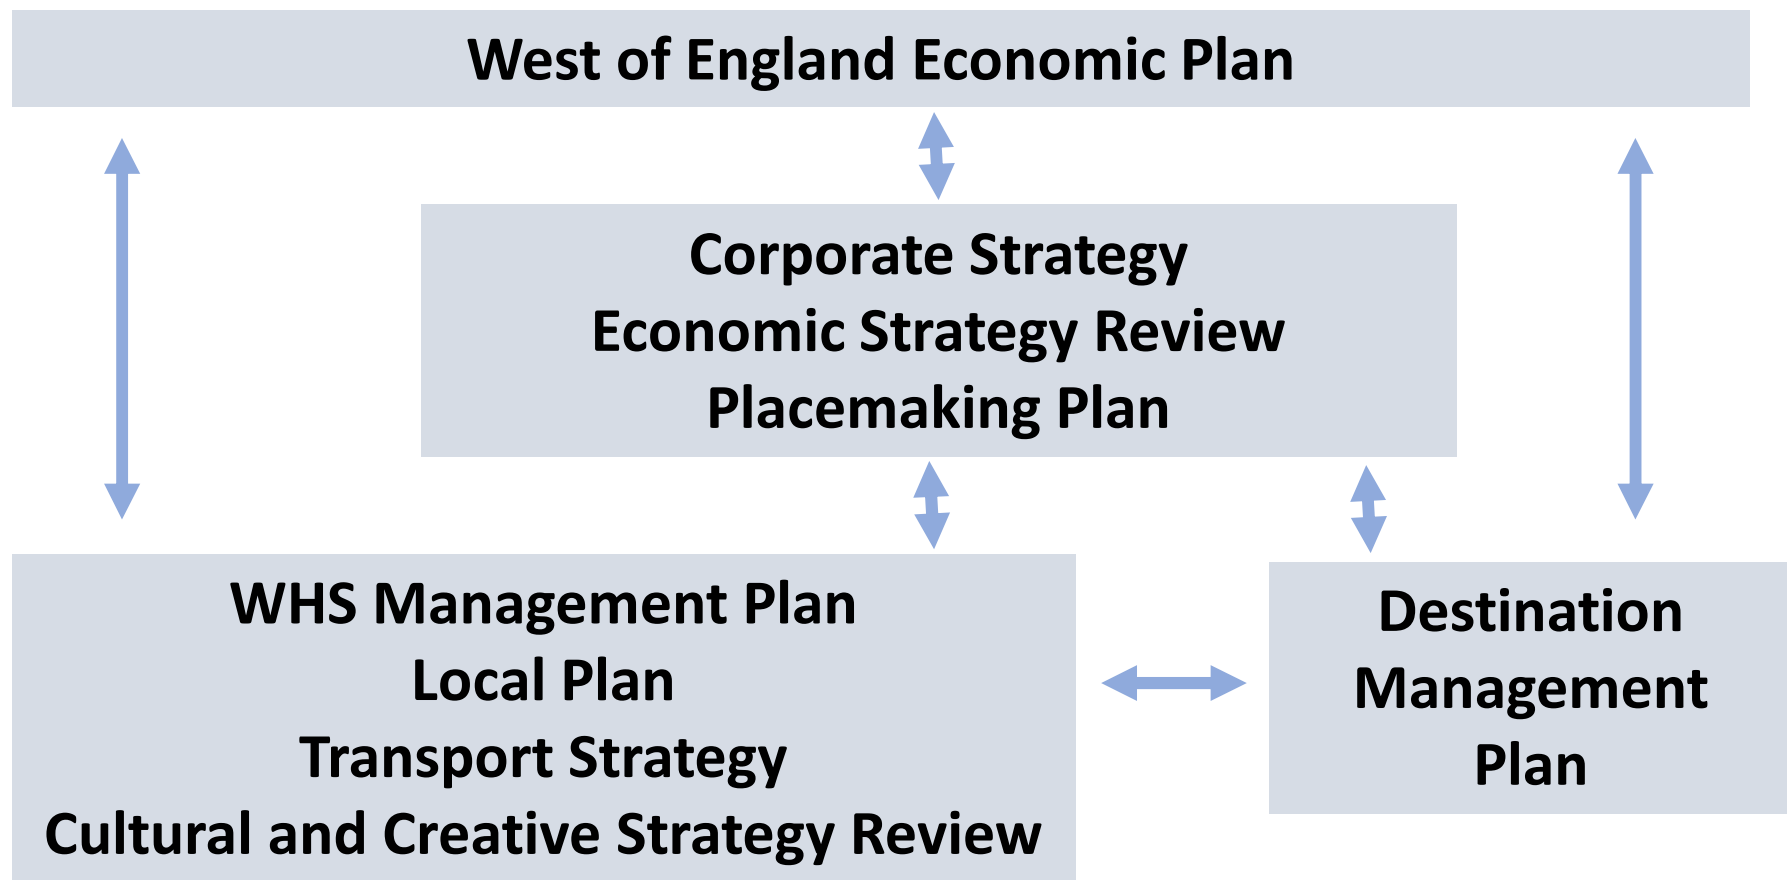 West of England Economic Plan
Corporate Strategy
Economic Strategy Review
Placemaking Plan
WHS Management Plan
Local Plan
Transport Strategy
Cultural and Creative Strategy Review
Destination
Management
Plan